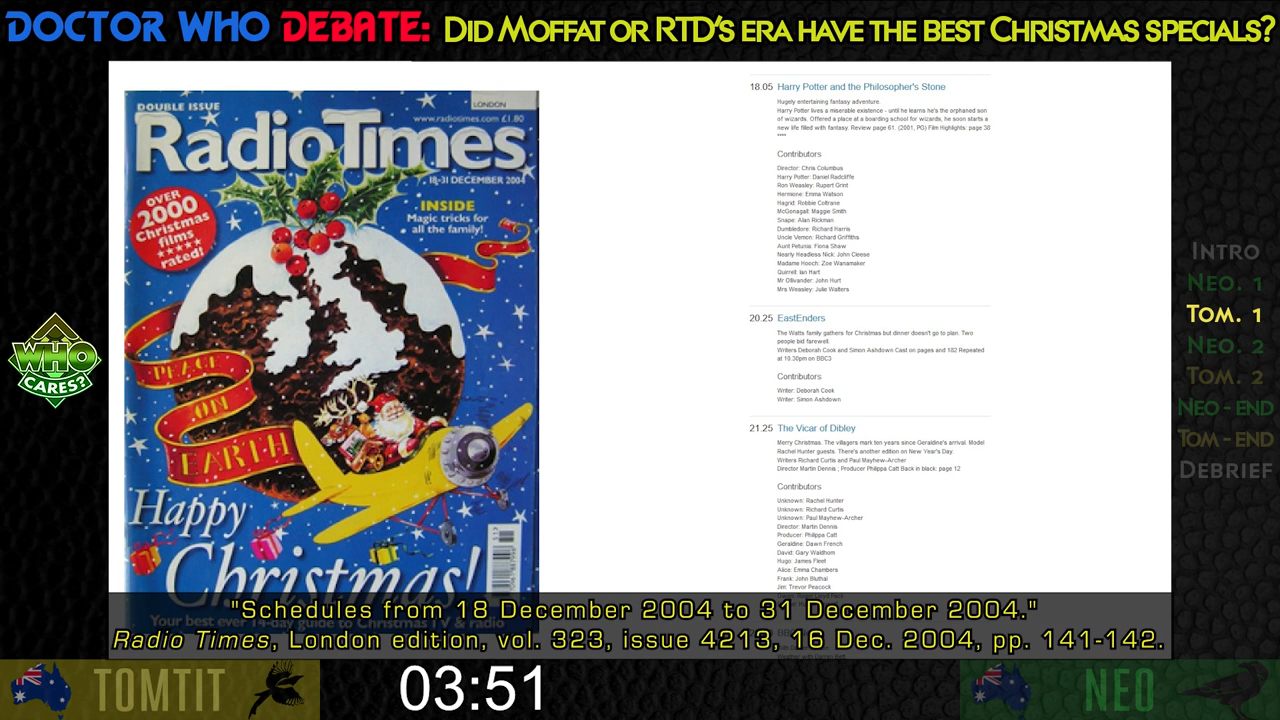 DOCTOR WHO DEBATE: DID MOFFAT OR RTD'S ERA HAVE THE BEST CHRISTMAS SPECIALS?
DOUBLE ISSUE
LONDON
www.radiotimes.com £1.80
RadioTimes
18-31 DECEMBER 2004
OVER
2000
Christmas
films
★★★★★
rated!
INSIDE
Magic tricks for
all the family!
PEACE
ON
EARTH
Happy
Christmas!
Your best ever 14-day guide to Christmas TV & radio
18.05 Harry Potter and the Philosopher's Stone
Hugely entertaining fantasy adventure
Harry Potter lives a miserable existence - until he learns he's the orphaned son
of wizards. Offered a place at a boarding school for wizards, he soon starts a
new life filled with fantasy. Review page 61. (2001, PG) Film Highlights: page 38
****
Contributors
Director: Chris Columbus
Harry Potter: Daniel Radcliffe
Ron Weasley: Rupert Grint
Hermione: Emma Watson
Hagrid: Robbie Coltrane
McGonagall: Maggie Smith
Snape: Alan Rickman
Dumbledore: Richard Harris
Uncle Vernon: Richard Griffiths
Aunt Petunia: Fiona Shaw
Nearly Headless Nick: John Cleese
Madame Hooch: Zoe Wanamaker
Quirrell: Ian Hart
Mr Ollivander: John Hurt
Mrs Weasley: Julie Walters
20.25 EastEnders
The Watts family gathers for Christmas but dinner doesn't go to plan. Two
people bid farewell.
Writers Deborah Cook and Simon Ashdown Cast on pages and 182 Repeated
at 10.30pm on BBC3
Contributors
Writer: Deborah Cook
Writer: Simon Ashdown
21.25 The Vicar of Dibley
Merry Christmas. The villagers mark ten years since Geraldine's arrival. Model
Rachel Hunter guests. There's another edition on New Year's Day.
Writers Richard Curtis and Paul Mayhew-Archer
Director Martin Dennis ; Producer Philippa Catt Back in black: page 12
Contributors
Unknown: Rachel Hunter
Unknown: Richard Curtis
Unknown: Paul Mayhew-Archer
Director: Martin Dennis
Producer: Philippa Catt
Geraldine: Dawn French
David: Gary Waldhorn
Hugo: James Fleet
Alice: Emma Chambers
Frank: John Bluthal
Jim: Trevor Peacock
"Schedules from 18 December 2004 to 31 December 2004."
Radio Times, London edition, vol. 323, issue 4213, 16 Dec. 2004, pp. 141-142.
WHO
CARES?
INTRO
NEO. 1
TOM. 1
NEO. 2
TOM.
NEO - END
TOM - END
DEBRIEF
TOMTIT
03:51
NEO